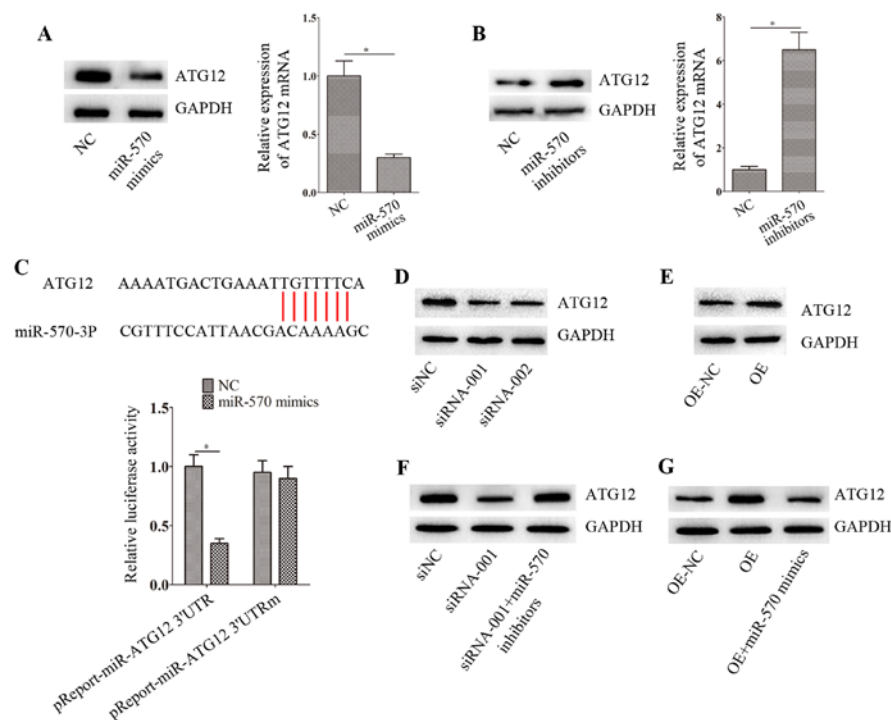 A
ATG12
GAPDH
NC
miR-570
mimics
Relative expression
of ATG12 mRNA
1.5
1.0
0.5
0.0
*
NC
miR-570
mimics
B
ATG12
GAPDH
NC
miR-570
inhibitors
Relative expression
of ATG12 mRNA
8
6
4
2
0
*
NC
miR-570
inhibitors
C
ATG12 AAAATGACTGAAATTGTTTTCA
miR-570-3P CGTTTCCATTAACGACAAAAGC
NC
miR-570 mimics
Relative luciferase activity
1.5
1.0
0.5
0.0
*
pReport-miR-ATG12 3'UTR
pReport-miR-ATG12 3'UTRm
D
ATG12
GAPDH
siNC
siRNA-001
siRNA-002
E
ATG12
GAPDH
OE-NC
OE
F
ATG12
GAPDH
siNC
siRNA-001
siRNA-001+miR-570
inhibitors
G
ATG12
GAPDH
OE-NC
OE
OE+miR-570 mimics